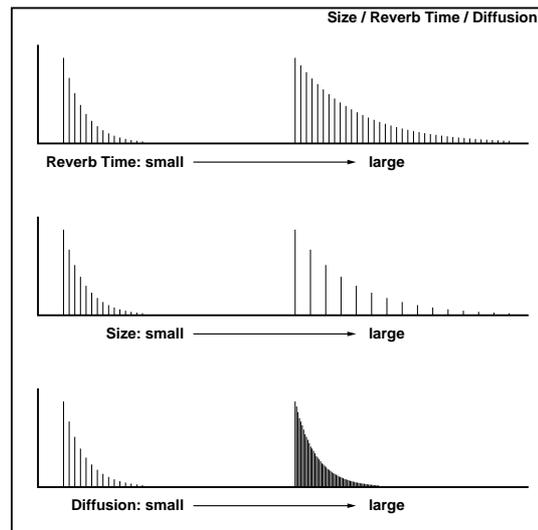 Size / Reverb Time / Diffusion
Reverb Time: small large
Size: small large
Diffusion: small large